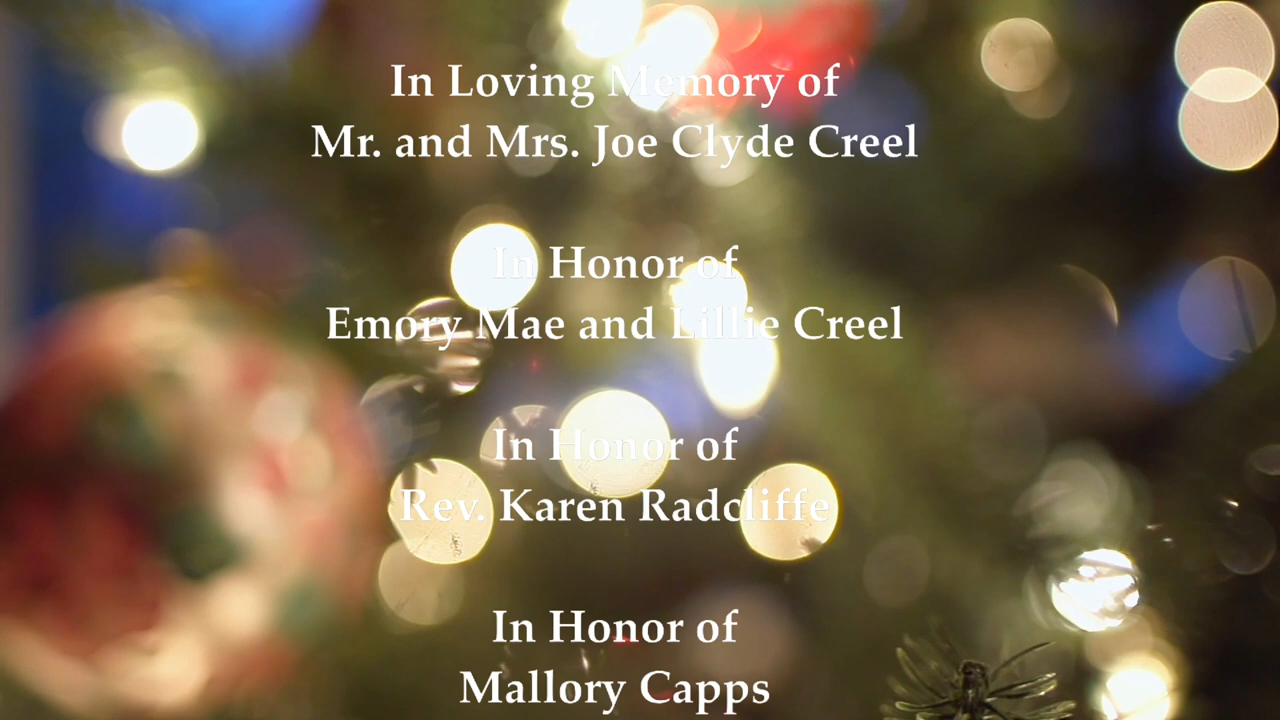 In Loving Memory of
Mr. and Mrs. Joe Clyde Creel
In Honor of
Emory Mae and Lillie Creel
In Honor of
Rev. Karen Radcliffe
In Honor of
Mallory Capps